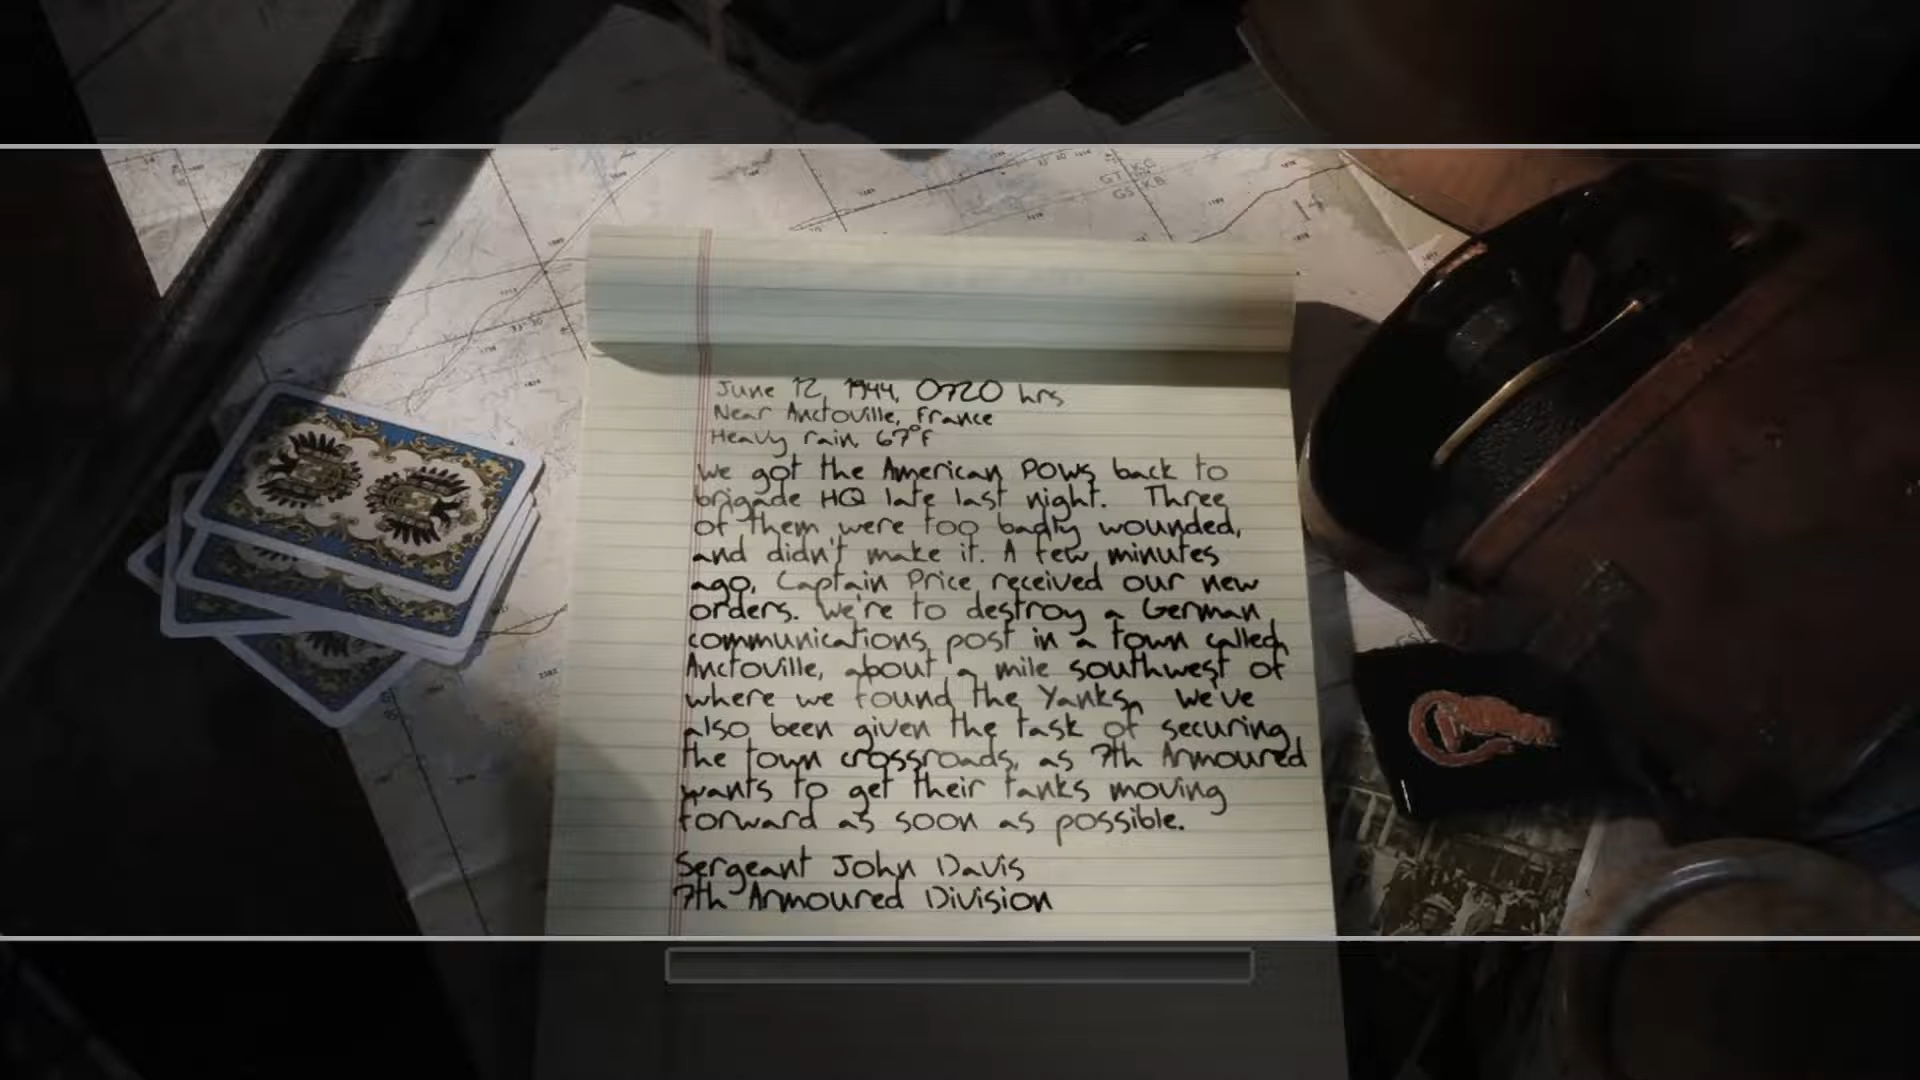 June 12, 1944, 0720 hrs
Near Anctoville, France
Heavy rain, 67°F
We got the American POWs back to
brigade HQ late last night. Three
of them were too badly wounded,
and didn't make it. A few minutes
ago, Captain Price received our new
orders. We're to destroy a German
communications post in a town called
Anctoville, about a mile southwest of
where we found the Yanks. We've
also been given the task of securing
the town crossroads, as 7th Armoured
wants to get their tanks moving
forward as soon as possible.
Sergeant John Davis
7th Armoured Division